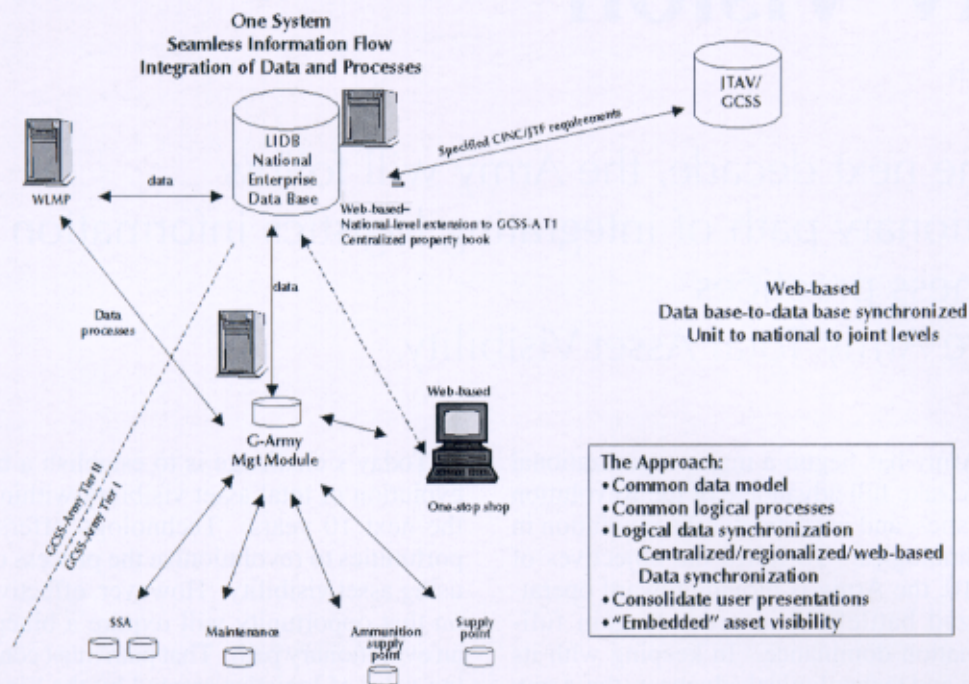 One System
Seamless Information Flow
Integration of Data and Processes
JTAV/
GCSS
Specified CINC/JTF requirements
LIDB
National
Enterprise
Data Base
WLMP
data
Web-based–
National-level extension to GCSS-A T1
Centralized property book
data
Data
processes
Web-based
Data base-to-data base synchronized
Unit to national to joint levels
Web-based
G-Army
Mgt Module
One-stop shop
GCSS-Army Tier II
GCSS-Army Tier I
The Approach:
•Common data model
•Common logical processes
•Logical data synchronization
Centralized/regionalized/web-based
Data synchronization
•Consolidate user presentations
•"Embedded" asset visibility
SSA
Maintenance
Ammunition
supply
point
Supply
point